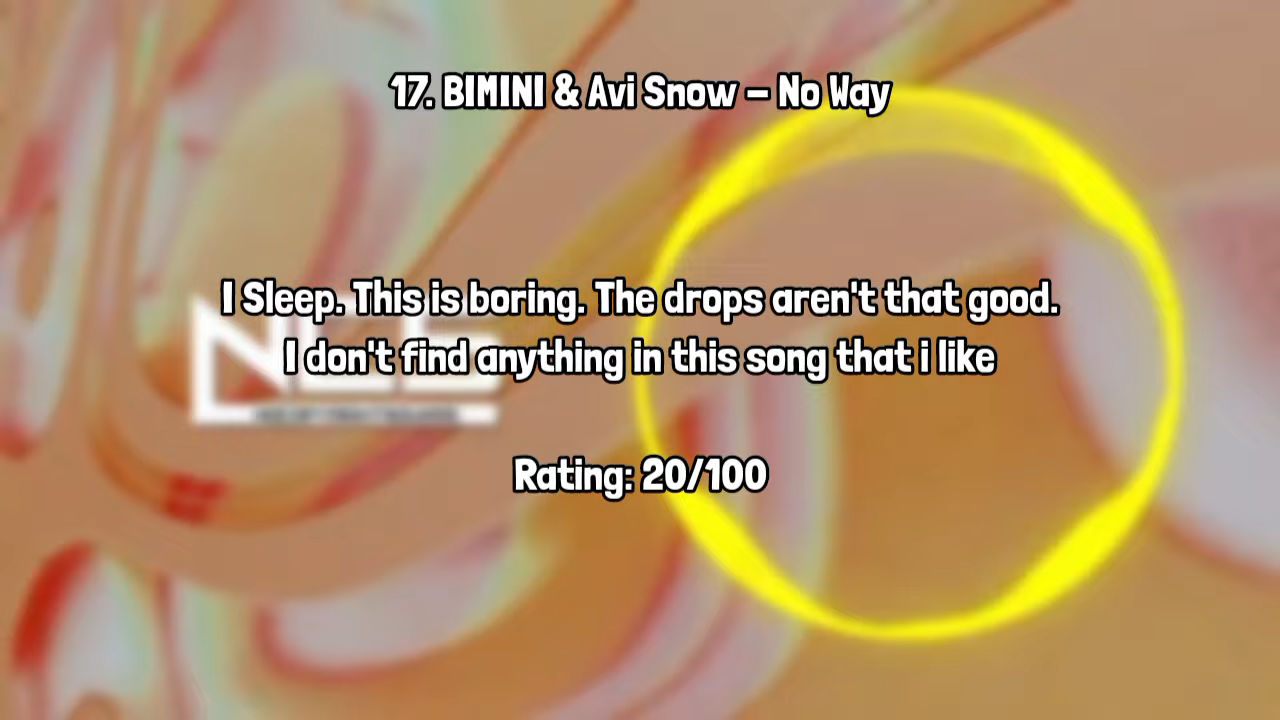 17. BIMINI & Avi Snow – No Way
I Sleep. This is boring. The drops aren't that good.
I don't find anything in this song that i like
Rating: 20/100